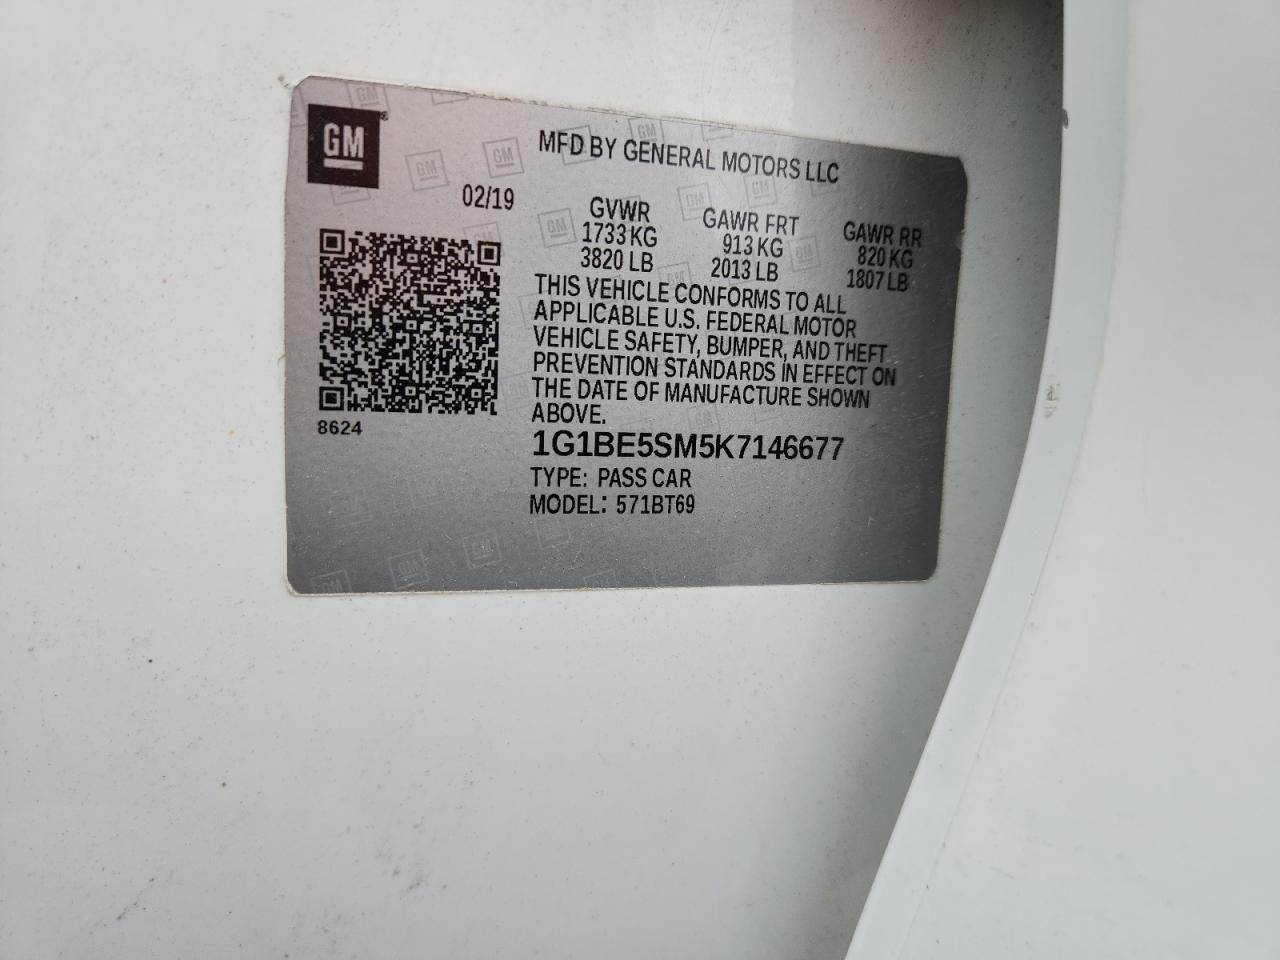 GM
MFD BY GENERAL MOTORS LLC
02/19
GVWR GAWR FRT GAWR RR
1733 KG 913 KG 820 KG
3820 LB 2013 LB 1807 LB
THIS VEHICLE CONFORMS TO ALL
APPLICABLE U.S. FEDERAL MOTOR
VEHICLE SAFETY, BUMPER, AND THEFT
PREVENTION STANDARDS IN EFFECT ON
THE DATE OF MANUFACTURE SHOWN
ABOVE.
8624
1G1BE5SM5K7146677
TYPE: PASS CAR
MODEL: 571BT69